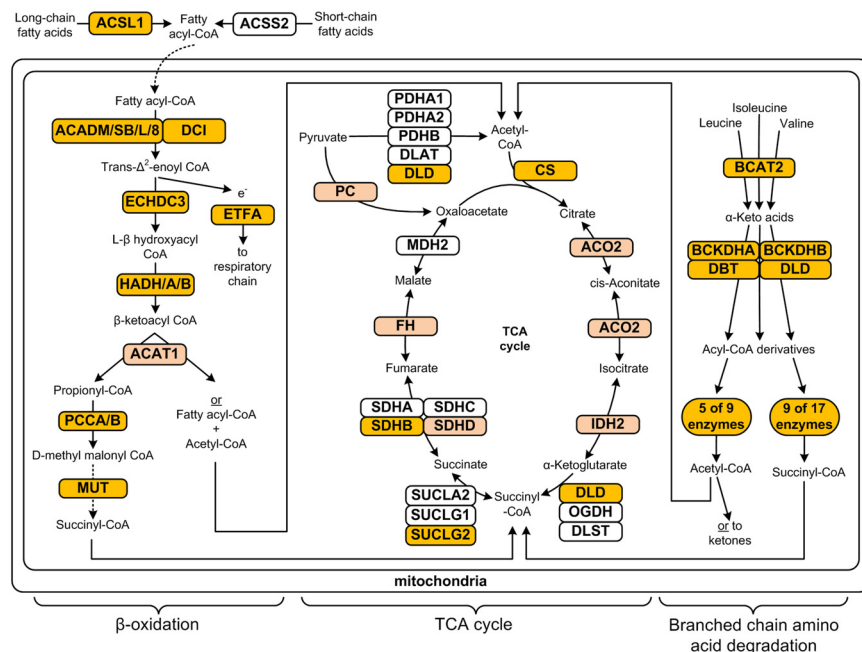 Long-chain
fatty acids
ACSL1
Fatty
acyl-CoA
ACSS2
Short-chain
fatty acids
Fatty acyl-CoA
ACADM/SB/L/8
DCI
Trans-Δ²-enoyl CoA
ECHDC3
e⁻
ETFA
to
respiratory
chain
L-β hydroxyacyl
CoA
HADH/A/B
β-ketoacyl CoA
ACAT1
Propionyl-CoA
or
Fatty acyl-CoA
+
Acetyl-CoA
PCCA/B
D-methyl malonyl CoA
MUT
Succinyl-CoA
Pyruvate
PDHA1
PDHA2
PDHB
DLAT
DLD
Acetyl-
CoA
PC
CS
Oxaloacetate
Citrate
MDH2
ACO2
Malate
cis-Aconitate
FH
TCA
cycle
ACO2
Fumarate
Isocitrate
SDHA
SDHC
SDHB
SDHD
IDH2
Succinate
α-Ketoglutarate
SUCLA2
SUCLG1
SUCLG2
Succinyl
-CoA
DLD
OGDH
DLST
Leucine
Isoleucine
Valine
BCAT2
α-Keto acids
BCKDHA
BCKDHB
DBT
DLD
Acyl-CoA derivatives
5 of 9
enzymes
9 of 17
enzymes
Acetyl-CoA
Succinyl-CoA
or to
ketones
mitochondria
β-oxidation
TCA cycle
Branched chain amino
acid degradation